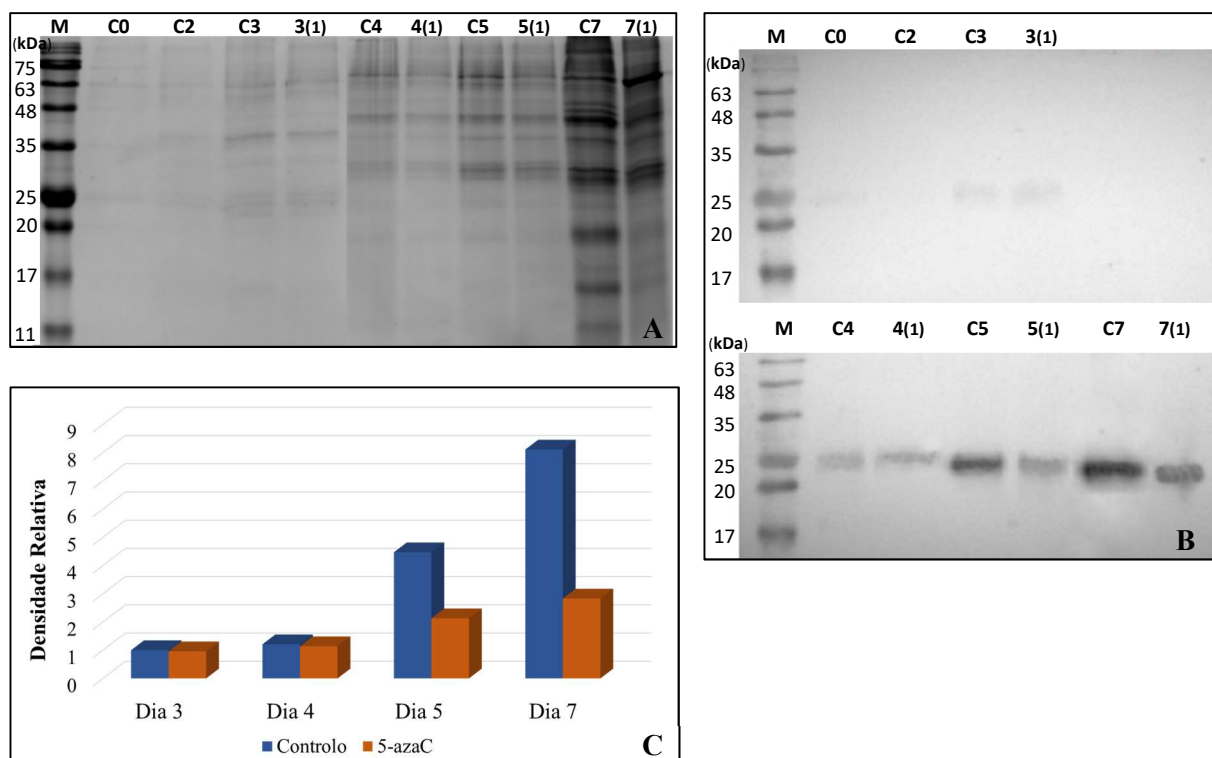 M C0 C2 C3 3(1) C4 4(1) C5 5(1) C7 7(1)
(kDa)
75
63
48
35
25
20
17
11
A
M C0 C2 C3 3(1)
(kDa)
63
48
35
25
20
17
M C4 4(1) C5 5(1) C7 7(1)
(kDa)
63
48
35
25
20
17
B
Densidade Relativa
9
8
7
6
5
4
3
2
1
0
Dia 3 Dia 4 Dia 5 Dia 7
Controlo 5-azaC
C